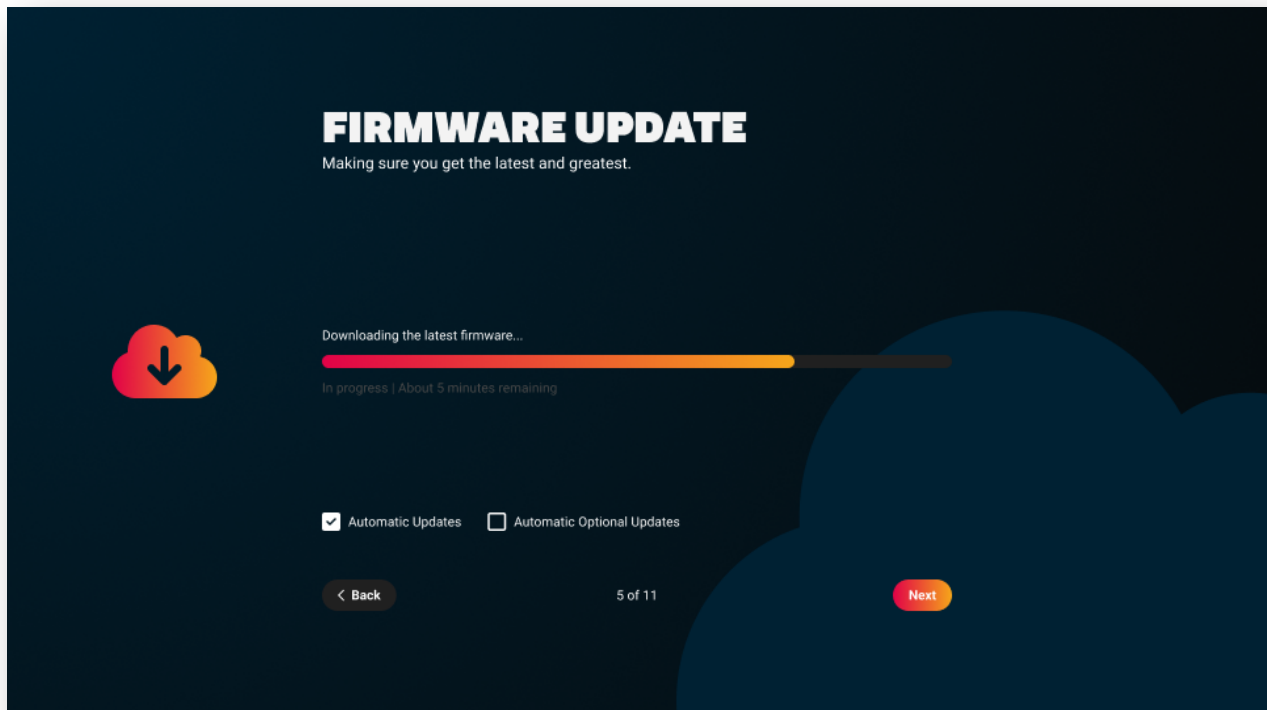 FIRMWARE UPDATE
Making sure you get the latest and greatest.
Downloading the latest firmware...
In progress | About 5 minutes remaining
Automatic Updates
Automatic Optional Updates
Back
5 of 11
Next